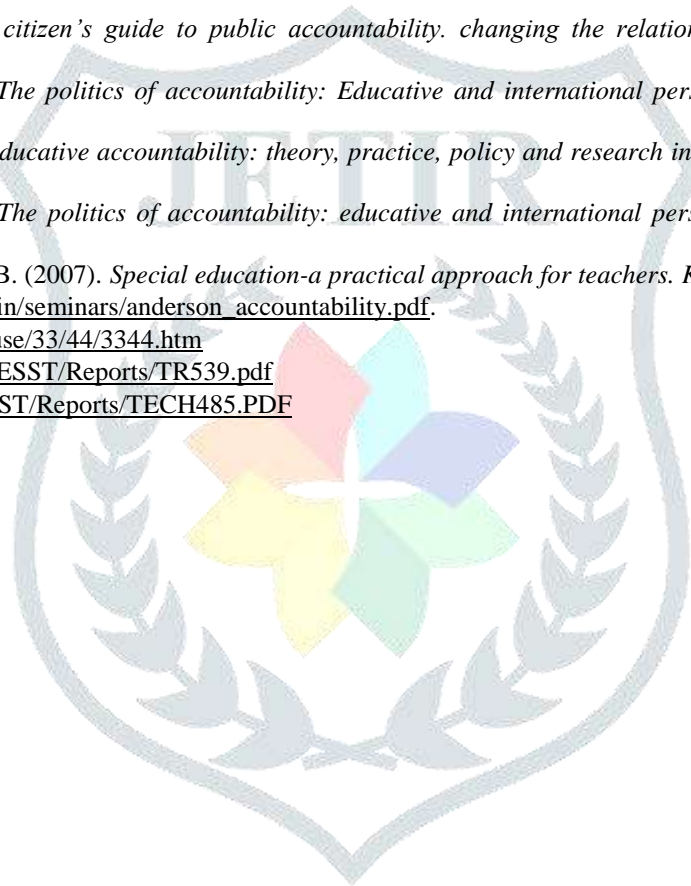 citizen’s guide to public accountability. changing the relation
The politics of accountability: Educative and international pers
ducative accountability: theory, practice, policy and research in
The politics of accountability: educative and international pers
B. (2007). Special education-a practical approach for teachers. K
in/seminars/anderson_accountability.pdf.
use/33/44/3344.htm
ESST/Reports/TR539.pdf
ST/Reports/TECH485.PDF
JETIR